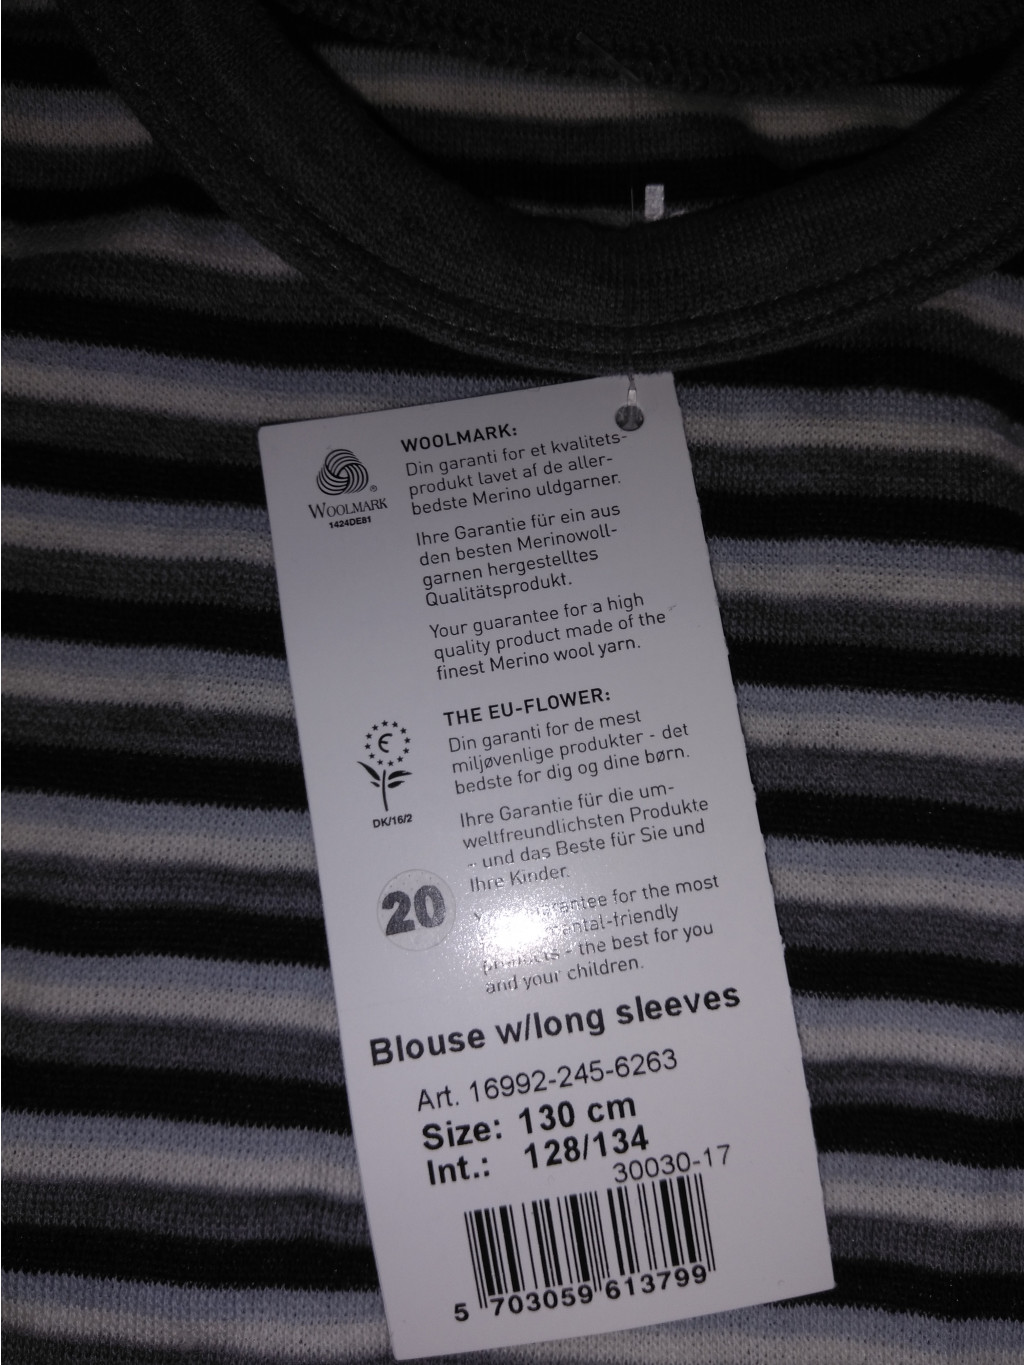 WOOLMARK:
Din garanti for et kvalitets-
produkt lavet af de aller-
bedste Merino uldgarner.
WOOLMARK
1424DE81
Ihre Garantie für ein aus
den besten Merinowoll-
garnen hergestelltes
Qualitätsprodukt.
Your guarantee for a high
quality product made of the
finest Merino wool yarn.
THE EU-FLOWER:
Din garanti for de mest
miljøvenlige produkter - det
bedste for dig og dine børn.
DK/16/2
Ihre Garantie für die um-
weltfreundlichsten Produkte
- und das Beste für Sie und
Ihre Kinder.
20
for the most
- the best for you
and your children.
Blouse w/long sleeves
Art. 16992-245-6263
Size: 130 cm
Int.: 128/134
30030-17
5 703059 613799